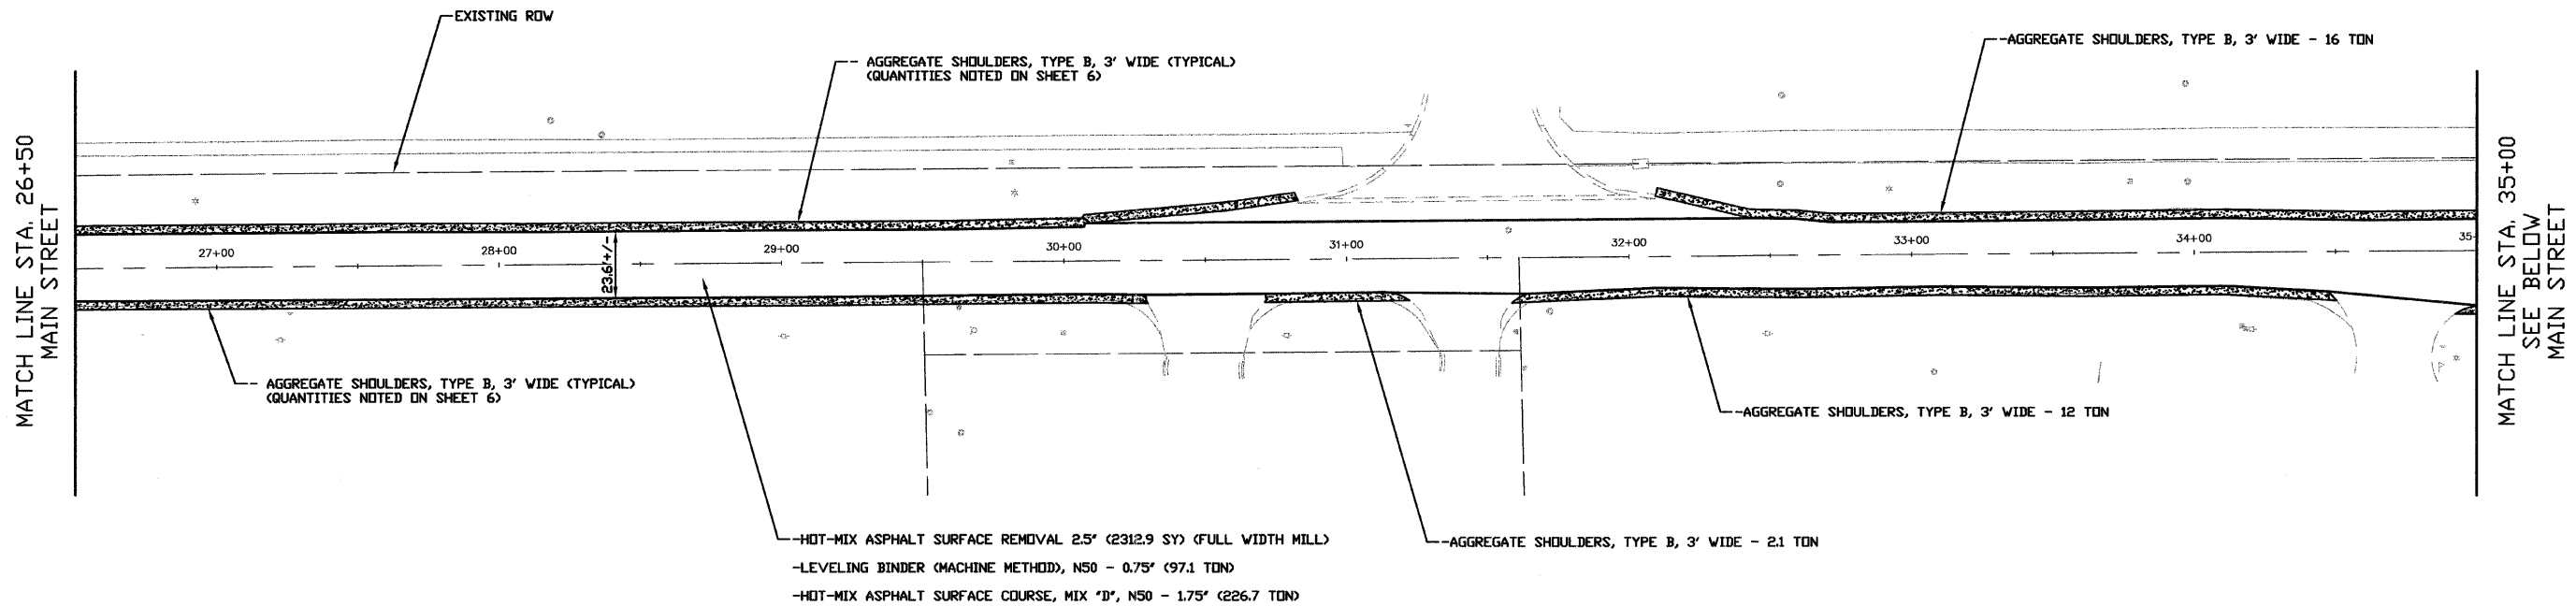 EXISTING ROW
AGGREGATE SHOULDERS, TYPE B, 3' WIDE (TYPICAL)
(QUANTITIES NOTED ON SHEET 6)
-AGGREGATE SHOULDERS, TYPE B, 3' WIDE - 16 TON
MATCH LINE STA. 26+50
MAIN STREET
27+00
28+00
23.6'+/-
29+00
30+00
31+00
32+00
33+00
34+00
35
MATCH LINE STA. 35+00
SEE BELOW
MAIN STREET
AGGREGATE SHOULDERS, TYPE B, 3' WIDE (TYPICAL)
(QUANTITIES NOTED ON SHEET 6)
-AGGREGATE SHOULDERS, TYPE B, 3' WIDE - 12 TON
-AGGREGATE SHOULDERS, TYPE B, 3' WIDE - 2.1 TON
-HOT-MIX ASPHALT SURFACE REMOVAL 2.5" (2312.9 SY) (FULL WIDTH MILL)
-LEVELING BINDER (MACHINE METHOD), N50 - 0.75" (97.1 TON)
-HOT-MIX ASPHALT SURFACE COURSE, MIX "D", N50 - 1.75" (226.7 TON)